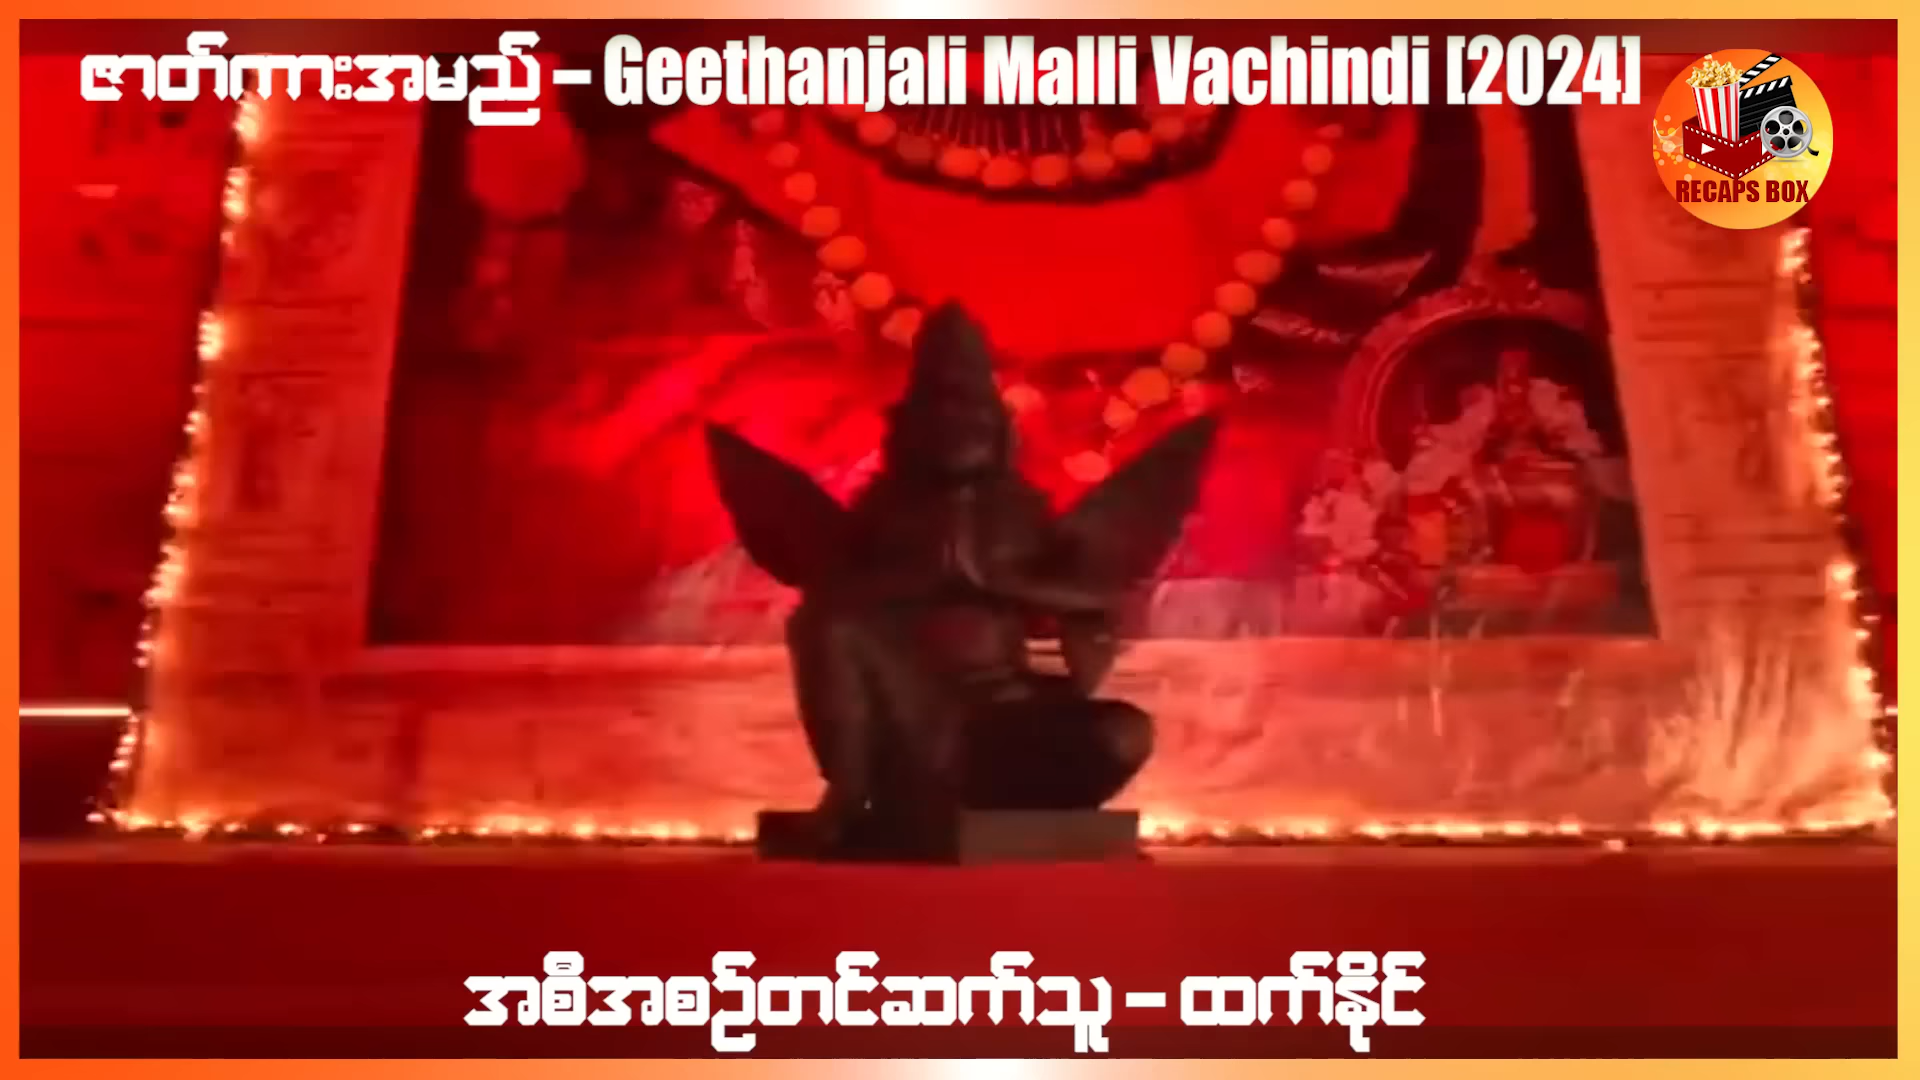 ဇာတ်ကားအမည် – Geethanjali Malli Vachindi [2024]
RECAPS BOX
အစီအစဉ်တင်ဆက်သူ – ထက်နိုင်